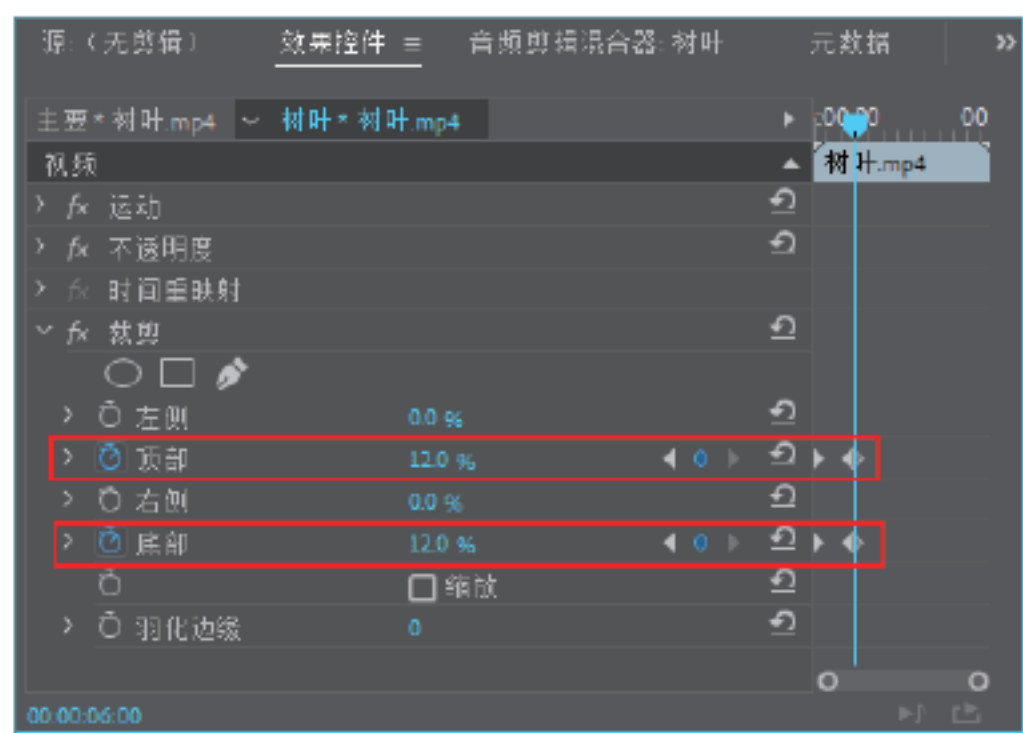 源:（无剪辑） 效果控件 ≡ 音频剪辑混合器:树叶 元数据 »
主要*树叶.mp4 树叶*树叶.mp4 :00:00 00
视频 树叶.mp4
fx 运动
fx 不透明度
fx 时间重映射
fx 裁剪
左侧 0.0 %
顶部 12.0 %
右侧 0.0 %
底部 12.0 %
缩放
羽化边缘 0
00:00:06:00